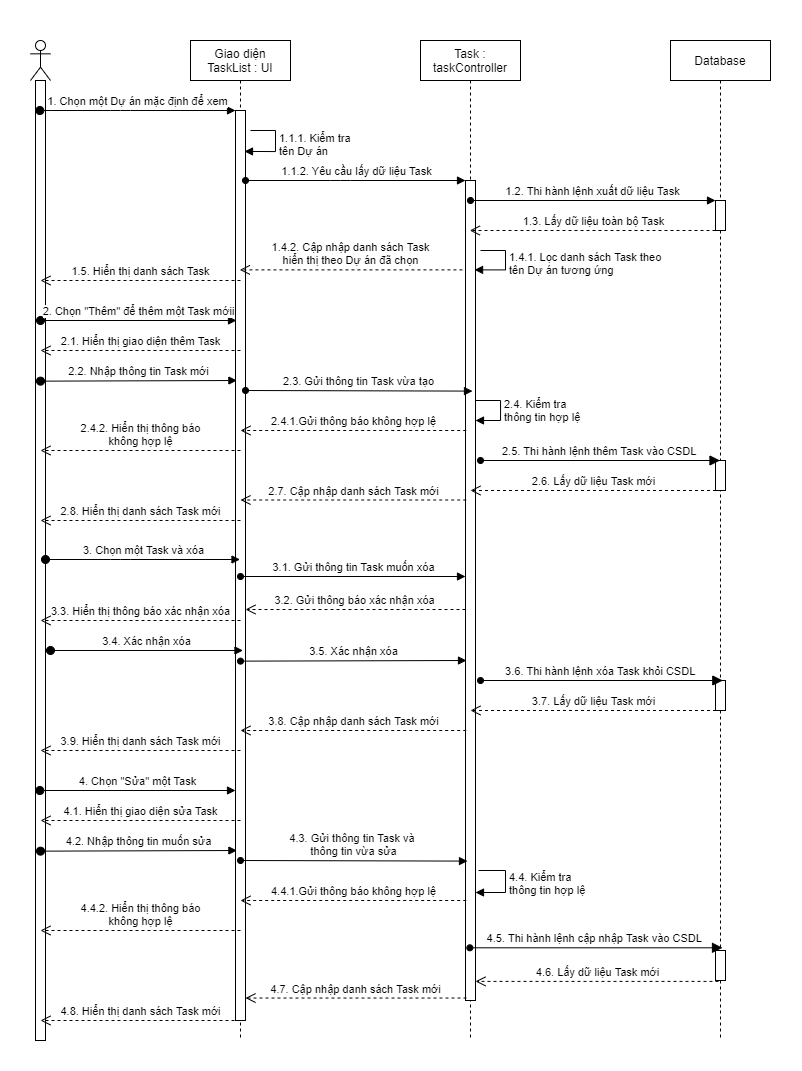 Giao diện
TaskList : UI
Task :
taskController
Database
1. Chọn một Dự án mặc định để xem
1.1.1. Kiểm tra
tên Dự án
1.1.2. Yêu cầu lấy dữ liệu Task
1.2. Thi hành lệnh xuất dữ liệu Task
1.3. Lấy dữ liệu toàn bộ Task
1.4.1. Lọc danh sách Task theo
tên Dự án tương ứng
1.4.2. Cập nhập danh sách Task
hiển thị theo Dự án đã chọn
1.5. Hiển thị danh sách Task
2. Chọn "Thêm" để thêm một Task mớii
2.1. Hiển thị giao diện thêm Task
2.2. Nhập thông tin Task mới
2.3. Gửi thông tin Task vừa tạo
2.4. Kiểm tra
thông tin hợp lệ
2.4.1.Gửi thông báo không hợp lệ
2.4.2. Hiển thị thông báo
không hợp lệ
2.5. Thi hành lệnh thêm Task vào CSDL
2.6. Lấy dữ liệu Task mới
2.7. Cập nhập danh sách Task mới
2.8. Hiển thị danh sách Task mới
3. Chọn một Task và xóa
3.1. Gửi thông tin Task muốn xóa
3.2. Gửi thông báo xác nhận xóa
3.3. Hiển thị thông báo xác nhận xóa
3.4. Xác nhận xóa
3.5. Xác nhận xóa
3.6. Thi hành lệnh xóa Task khỏi CSDL
3.7. Lấy dữ liệu Task mới
3.8. Cập nhập danh sách Task mới
3.9. Hiển thị danh sách Task mới
4. Chọn "Sửa" một Task
4.1. Hiển thị giao diện sửa Task
4.2. Nhập thông tin muốn sửa
4.3. Gửi thông tin Task và
thông tin vừa sửa
4.4. Kiểm tra
thông tin hợp lệ
4.4.1.Gửi thông báo không hợp lệ
4.4.2. Hiển thị thông báo
không hợp lệ
4.5. Thi hành lệnh cập nhập Task vào CSDL
4.6. Lấy dữ liệu Task mới
4.7. Cập nhập danh sách Task mới
4.8. Hiển thị danh sách Task mới